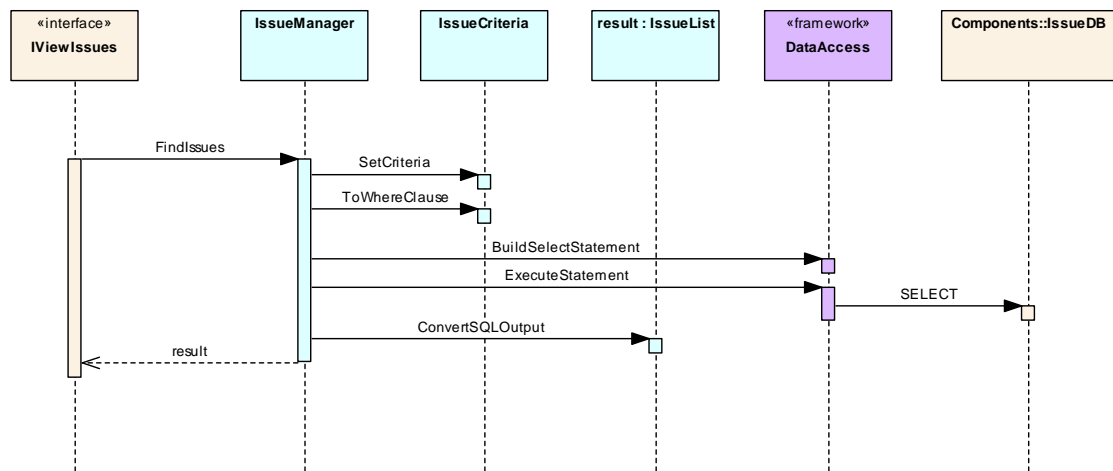 «interface»
IViewIssues
IssueManager
IssueCriteria
result : IssueList
«framework»
DataAccess
Components::IssueDB
FindIssues
SetCriteria
ToWhereClause
BuildSelectStatement
ExecuteStatement
SELECT
ConvertSQLOutput
result